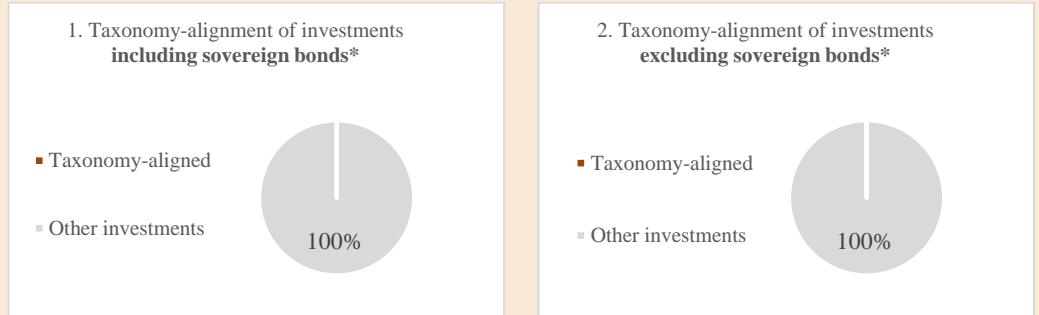 1. Taxonomy-alignment of investments
including sovereign bonds*
Taxonomy-aligned
Other investments
100%
2. Taxonomy-alignment of investments
excluding sovereign bonds*
Taxonomy-aligned
Other investments
100%